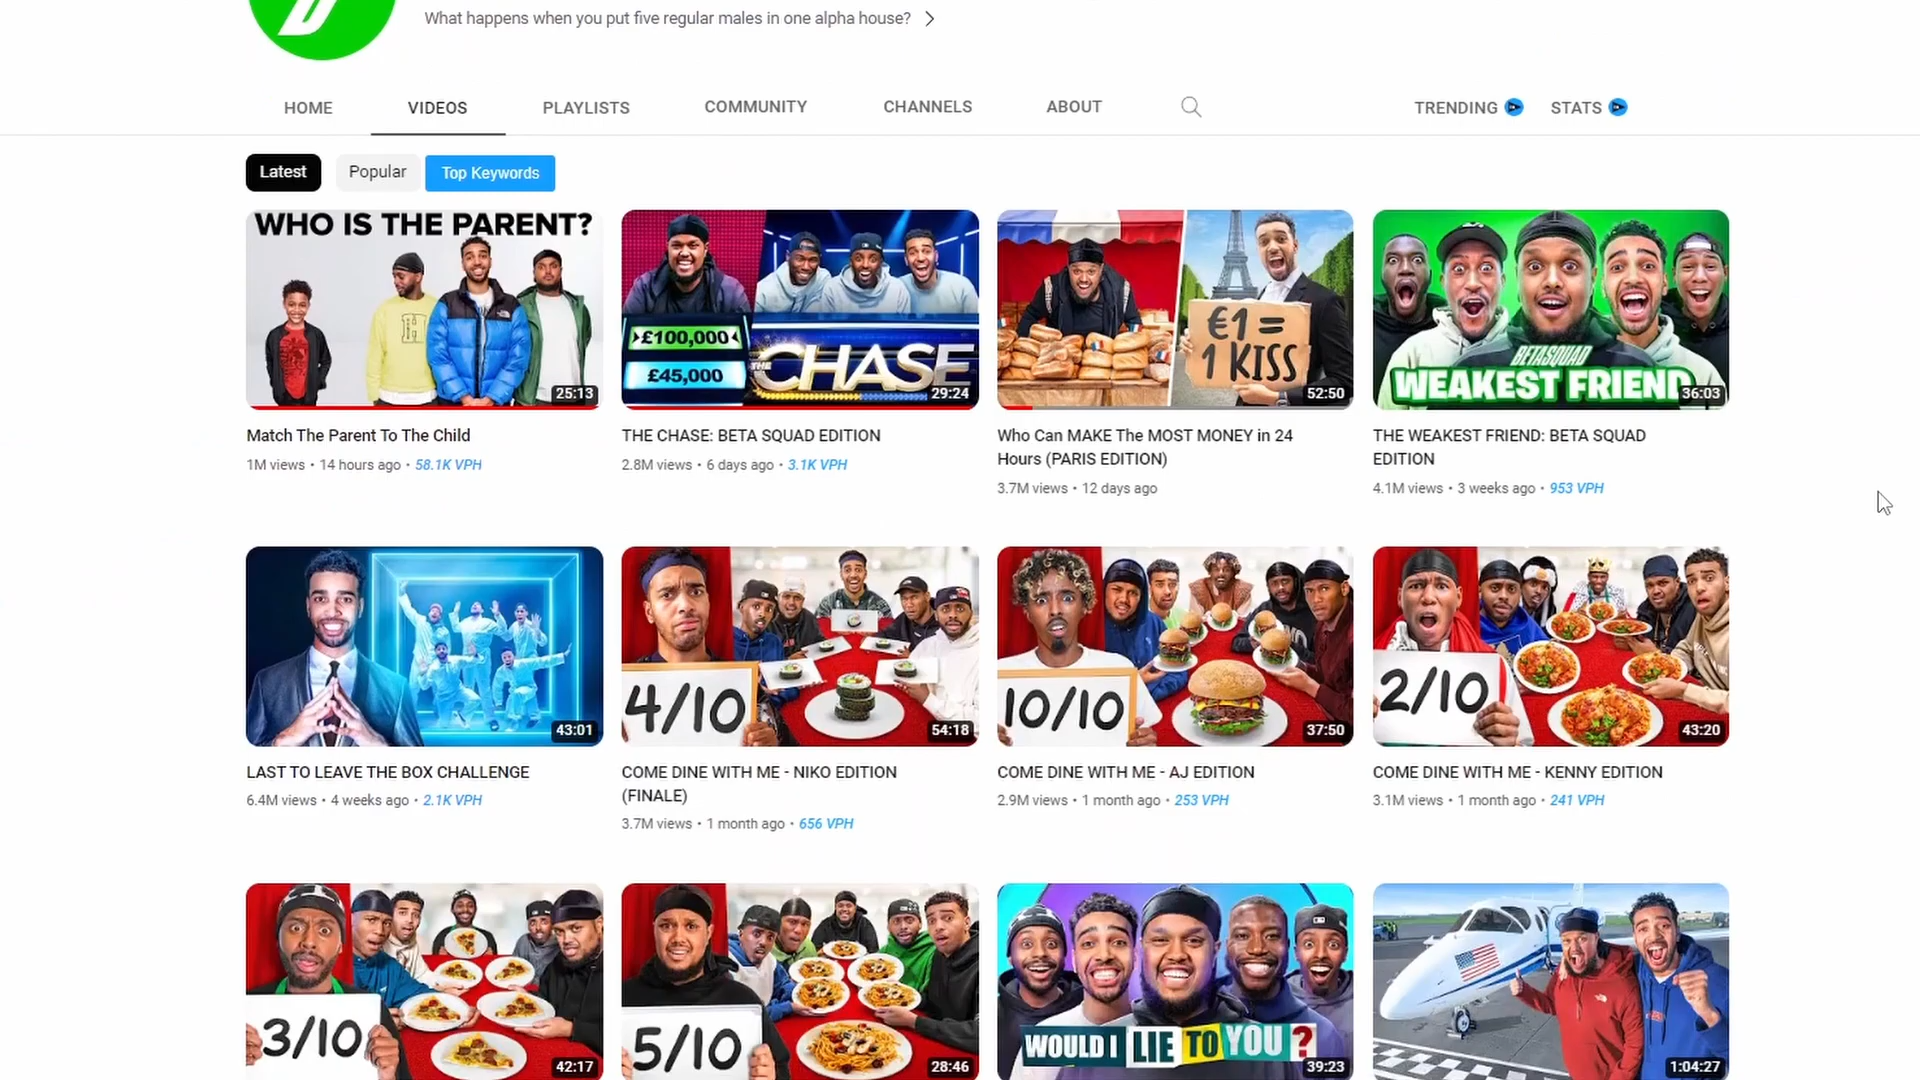 What happens when you put five regular males in one alpha house?
HOME VIDEOS PLAYLISTS COMMUNITY CHANNELS ABOUT TRENDING STATS
Latest Popular Top Keywords
WHO IS THE PARENT?
H
25:13
£100,000
£45,000
THE CHASE
29:24
€1 =
1 KISS
52:50
BETASQUAD
WEAKEST FRIEND
36:03
Match The Parent To The Child
1M views • 14 hours ago • 58.1K VPH
THE CHASE: BETA SQUAD EDITION
2.8M views • 6 days ago • 3.1K VPH
Who Can MAKE The MOST MONEY in 24
Hours (PARIS EDITION)
3.7M views • 12 days ago
THE WEAKEST FRIEND: BETA SQUAD
EDITION
4.1M views • 3 weeks ago • 953 VPH
43:01
4/10
54:18
10/10
37:50
2/10
43:20
LAST TO LEAVE THE BOX CHALLENGE
6.4M views • 4 weeks ago • 2.1K VPH
COME DINE WITH ME - NIKO EDITION
(FINALE)
3.7M views • 1 month ago • 656 VPH
COME DINE WITH ME - AJ EDITION
2.9M views • 1 month ago • 253 VPH
COME DINE WITH ME - KENNY EDITION
3.1M views • 1 month ago • 241 VPH
3/10
42:17
5/10
28:46
WOULD I LIE TO YOU ?
39:23
1:04:27